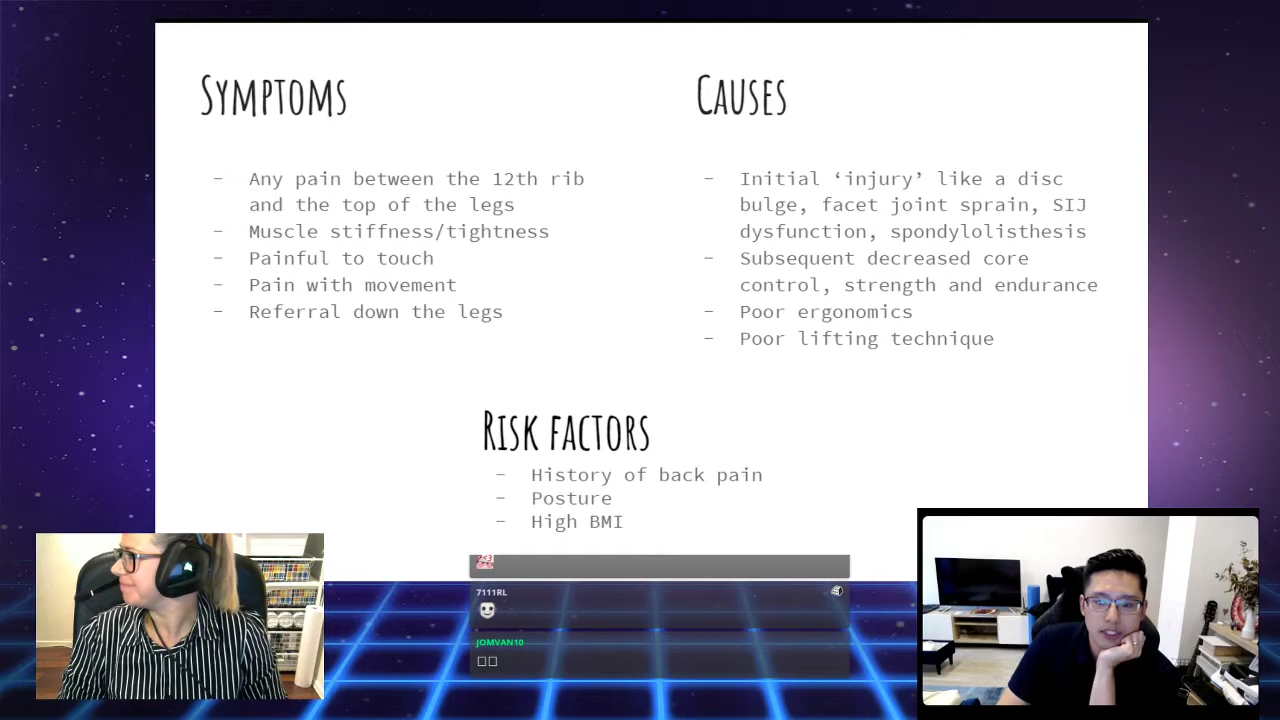 Symptoms
- Any pain between the 12th rib
and the top of the legs
- Muscle stiffness/tightness
- Painful to touch
- Pain with movement
- Referral down the legs
Causes
- Initial ‘injury’ like a disc
bulge, facet joint sprain, SIJ
dysfunction, spondylolisthesis
- Subsequent decreased core
control, strength and endurance
- Poor ergonomics
- Poor lifting technique
Risk factors
- History of back pain
- Posture
- High BMI
7111RL
JOMVAN10